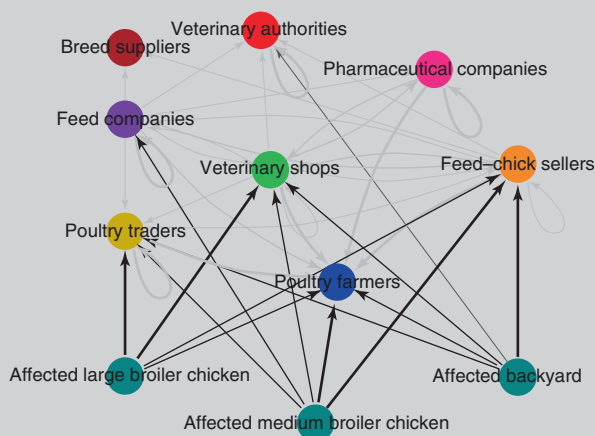 Veterinary authorities
Breed suppliers
Pharmaceutical companies
Feed companies
Veterinary shops
Feed–chick sellers
Poultry traders
Poultry farmers
Affected large broiler chicken
Affected backyard
Affected medium broiler chicken